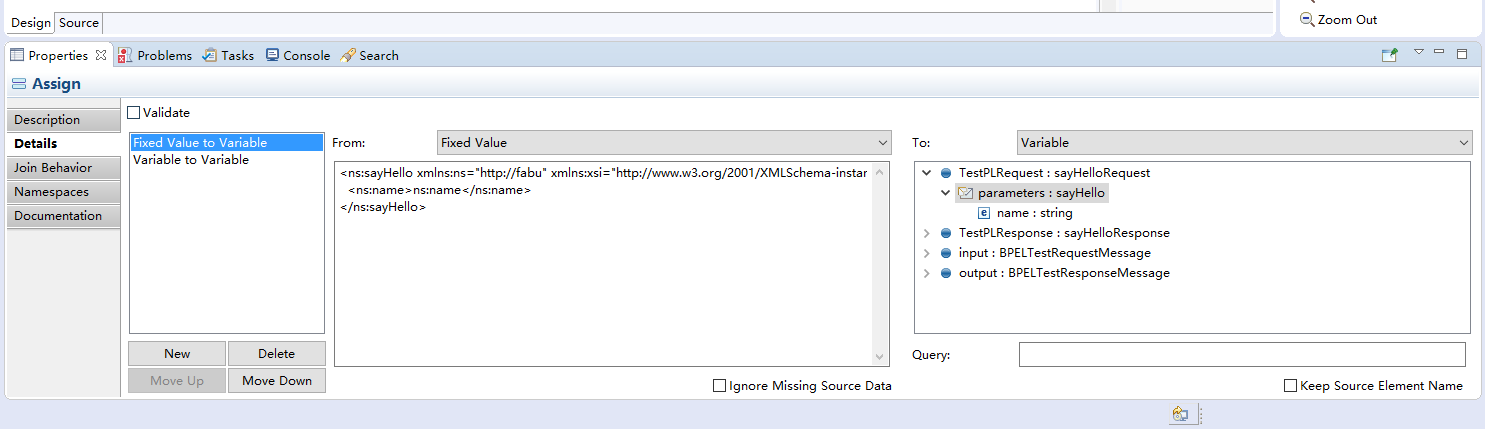 Design Source
Zoom Out
Properties Problems Tasks Console Search
Assign
Description
Details
Join Behavior
Namespaces
Documentation
Validate
Fixed Value to Variable
Variable to Variable
New Delete
Move Up Move Down
From: Fixed Value
<ns:sayHello xmlns:ns="http://fabu" xmlns:xsi="http://www.w3.org/2001/XMLSchema-instar
<ns:name>ns:name</ns:name>
</ns:sayHello>
Ignore Missing Source Data
To: Variable
TestPLRequest : sayHelloRequest
parameters : sayHello
e name : string
TestPLResponse : sayHelloResponse
input : BPELTestRequestMessage
output : BPELTestResponseMessage
Query:
Keep Source Element Name